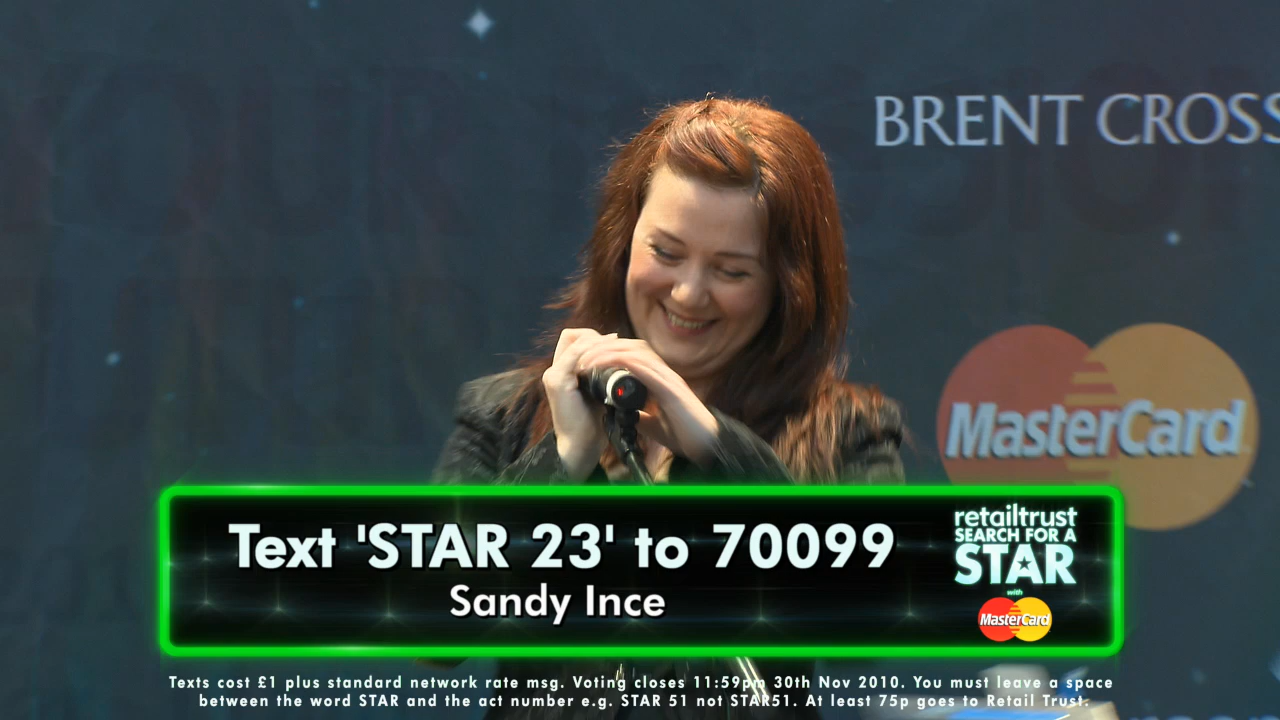 BRENT CROSS
MasterCard
Text 'STAR 23' to 70099
Sandy Ince
retailtrust
SEARCH FOR A
STAR
with
MasterCard
Texts cost £1 plus standard network rate msg. Voting closes 11:59pm 30th Nov 2010. You must leave a space
between the word STAR and the act number e.g. STAR 51 not STAR51. At least 75p goes to Retail Trust.